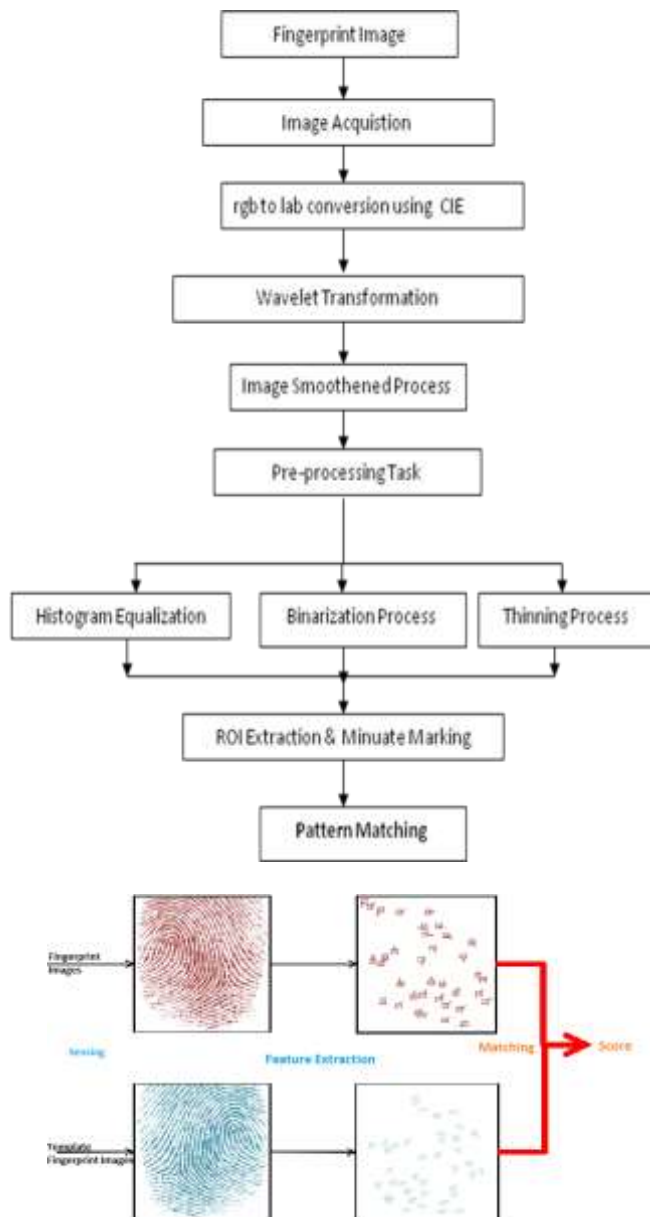 Fingerprint Image
Image Acquistion
rgb to lab conversion using CIE
Wavelet Transformation
Image Smoothened Process
Pre-processing Task
Histogram Equalization
Binarization Process
Thinning Process
ROI Extraction & Minuate Marking
Pattern Matching
Fingerprint
Images
Sensing
Feature Extraction
Matching
Score
Template
Fingerprint Images